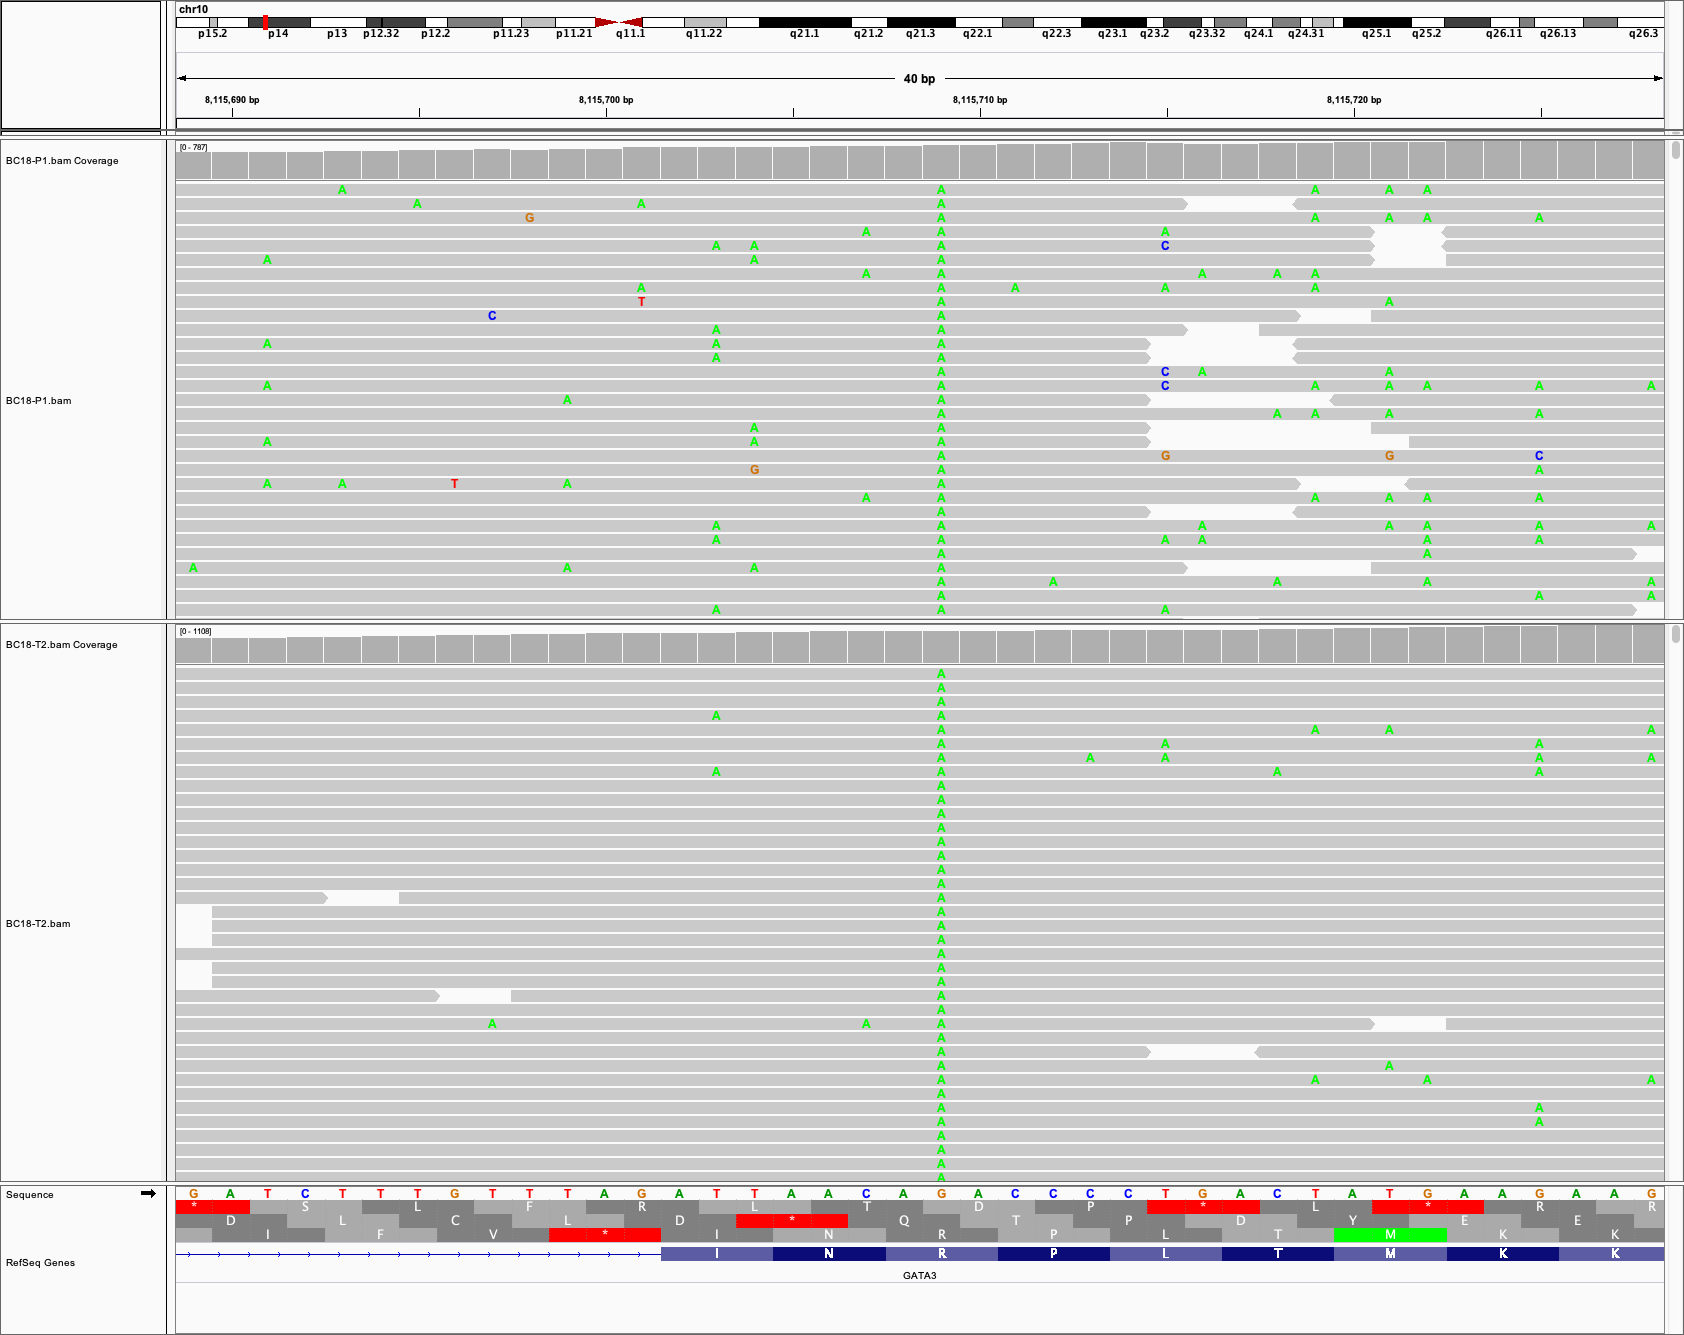 chr10
p15.2 p14 p13 p12.32 p12.2 p11.23 p11.21 q11.1 q11.22 q21.1 q21.2 q21.3 q22.1 q22.3 q23.1 q23.2 q23.32 q24.1 q24.31 q25.1 q25.2 q26.11 q26.13 q26.3
40 bp
8,115,690 bp 8,115,700 bp 8,115,710 bp 8,115,720 bp
[0 - 787]
BC18-P1.bam Coverage
A A A A A
A A A
G A A A A A
A A A
A A A C
A A A
A A A A A
A A A A A
T A A
C A
A A
A A A
A A
A C A A
A A C A A A A A
A A
A A A A A
BC18-P1.bam
A A
A A A
A G G C
G A A
A A T A A
A A A A A A
A
A A A A A A A
A A A A A A
A A
A A A A
A A A A A
A A A
A A A
[0 - 1108]
BC18-T2.bam Coverage
A
A
A
A A
A A A A
A A A
A A A A A
A A A A
A
A
A
A
A
A
A
A
A
A
A
BC18-T2.bam
A
A
A
A
A
A
A A A
A
A
A A
A A A A
A
A A
A A
A
A
A
A
Sequence
G A T C T T T G T T T A G A T T A A C A G A C C C C T G A C T A T G A A G A A G
* S L F R L T D P * L * R R
D L C L D * Q T P D Y E E
I F V * I N R P L T M K K
RefSeq Genes
I N R P L T M K K
GATA3